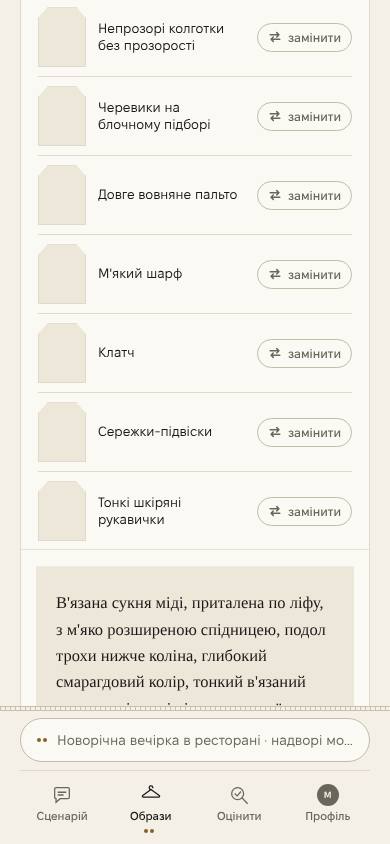 Непрозорі колготки
без прозорості
замінити
Черевики на
блочному підборі
замінити
Довге вовняне пальто
замінити
М'який шарф
замінити
Клатч
замінити
Сережки-підвіски
замінити
Тонкі шкіряні
рукавички
замінити
В'язана сукня міді, приталена по ліфу,
з м'яко розширеною спідницею, подол
трохи нижче коліна, глибокий
смарагдовий колір, тонкий в'язаний
Новорічна вечірка в ресторані · надворі мо...
Сценарій
Образи
Оцінити
М
Профіль